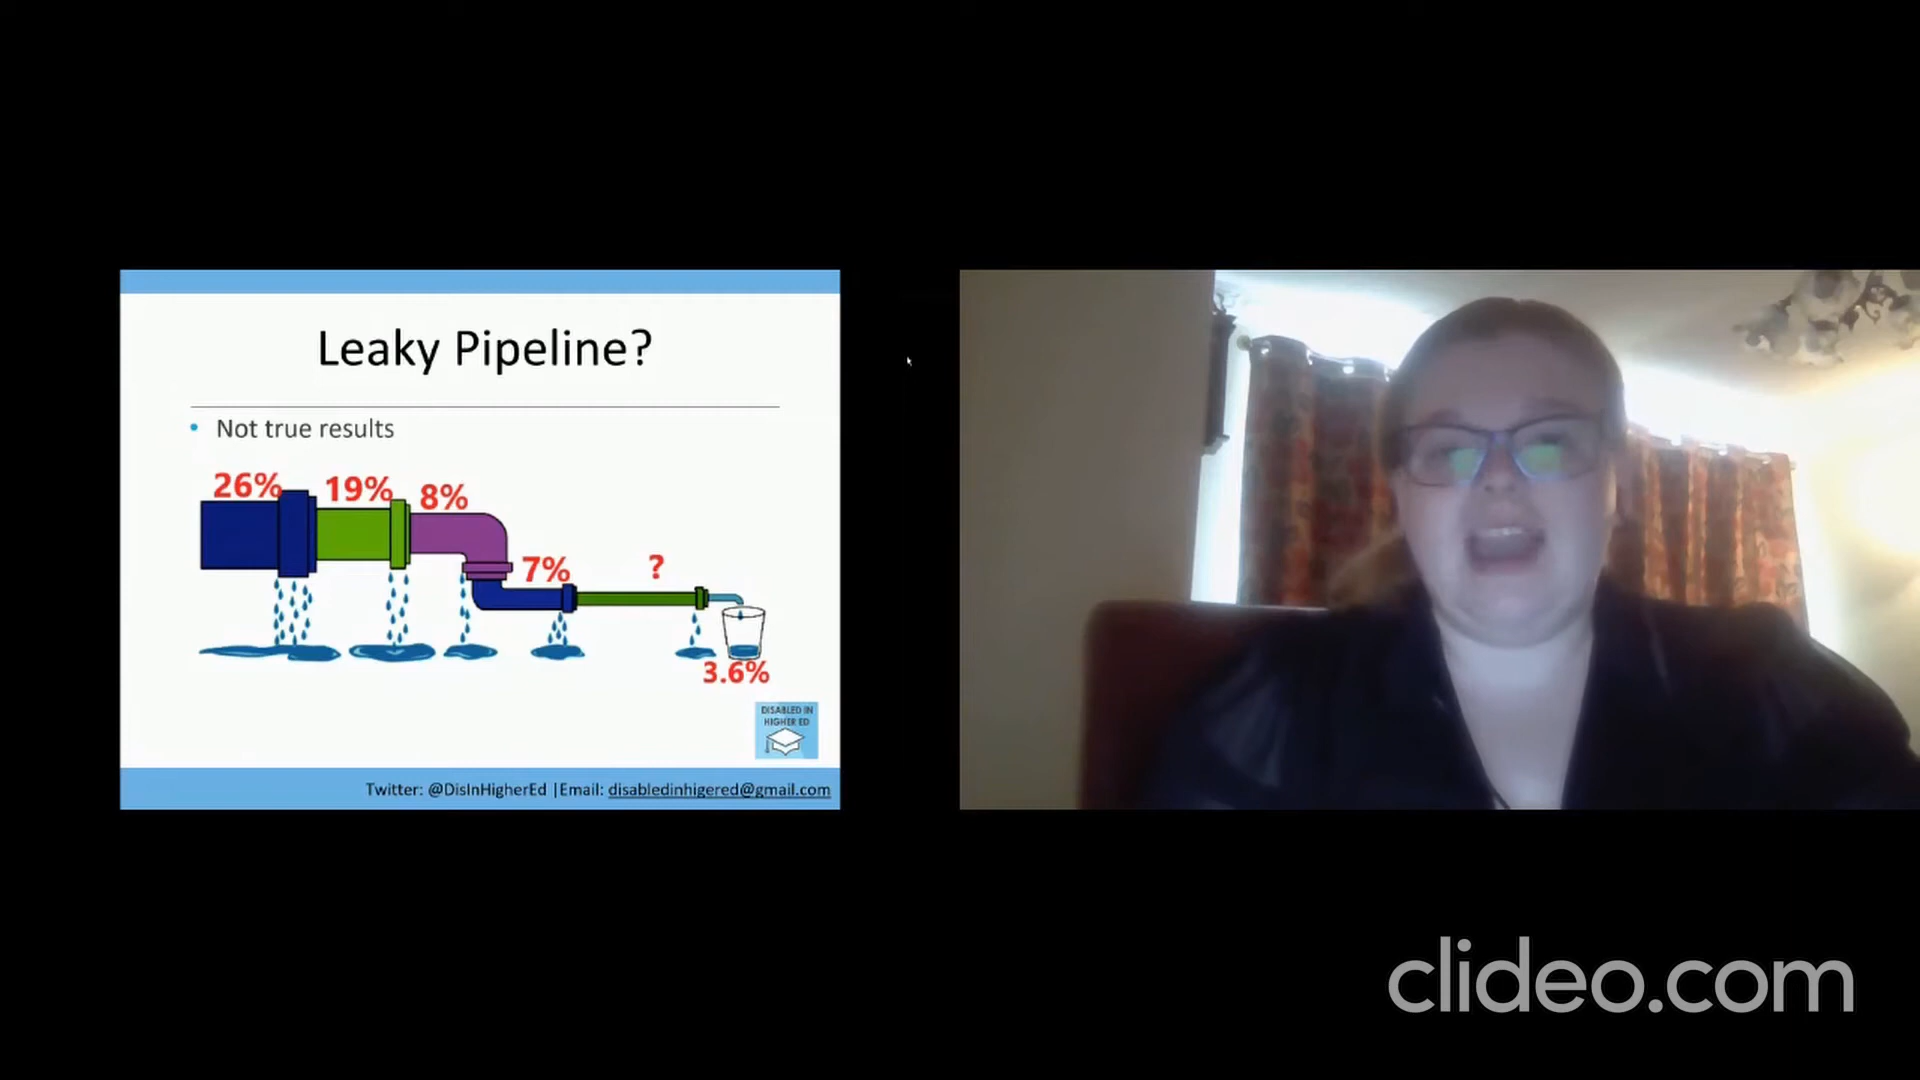 Leaky Pipeline?
• Not true results
26% 19% 8%
7% ?
3.6%
DISABLED IN
HIGHER ED
Twitter: @DisInHigherEd |Email: disabledinhigered@gmail.com
clideo.com